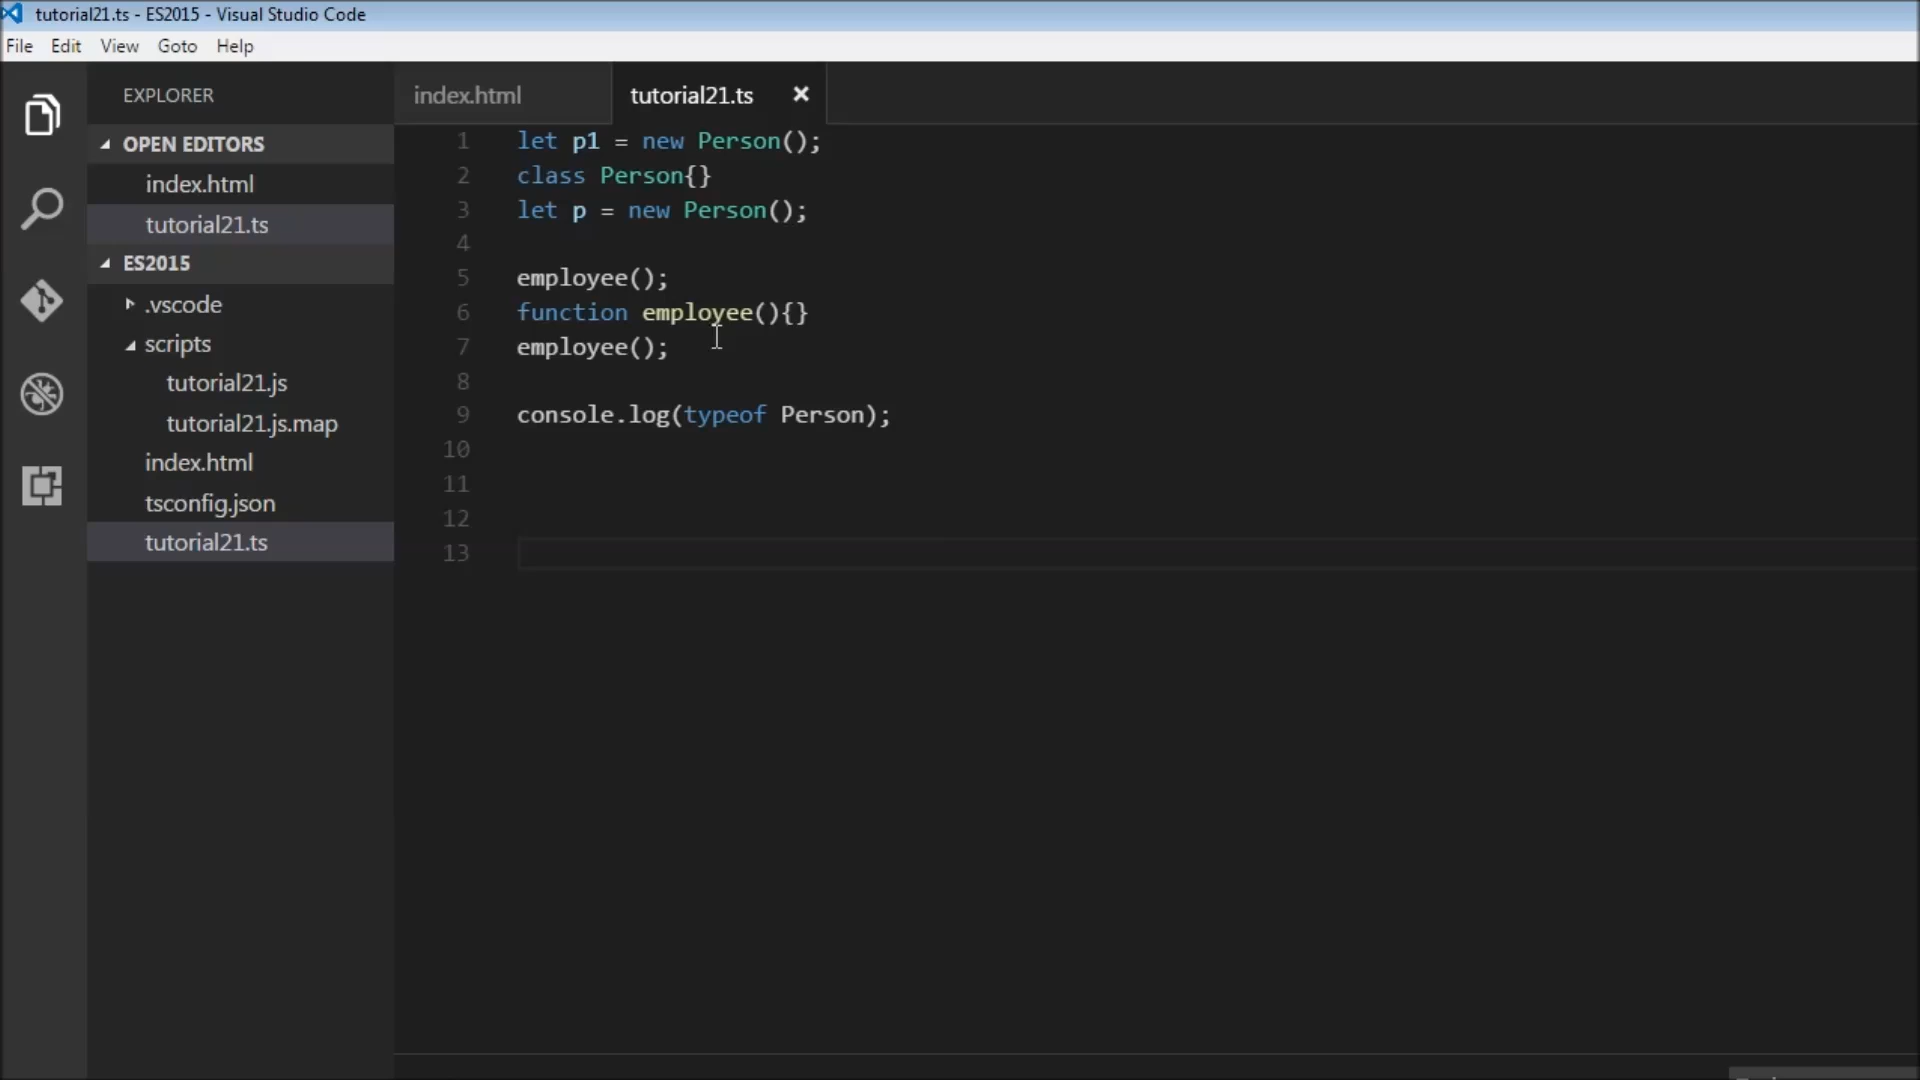 tutorial21.ts - ES2015 - Visual Studio Code
File Edit View Goto Help
EXPLORER
OPEN EDITORS
index.html
tutorial21.ts
ES2015
.vscode
scripts
tutorial21.js
tutorial21.js.map
index.html
tsconfig.json
tutorial21.ts
index.html tutorial21.ts
1 let p1 = new Person();
2 class Person{}
3 let p = new Person();
4
5 employee();
6 function employee(){}
7 employee();
8
9 console.log(typeof Person);
10
11
12
13